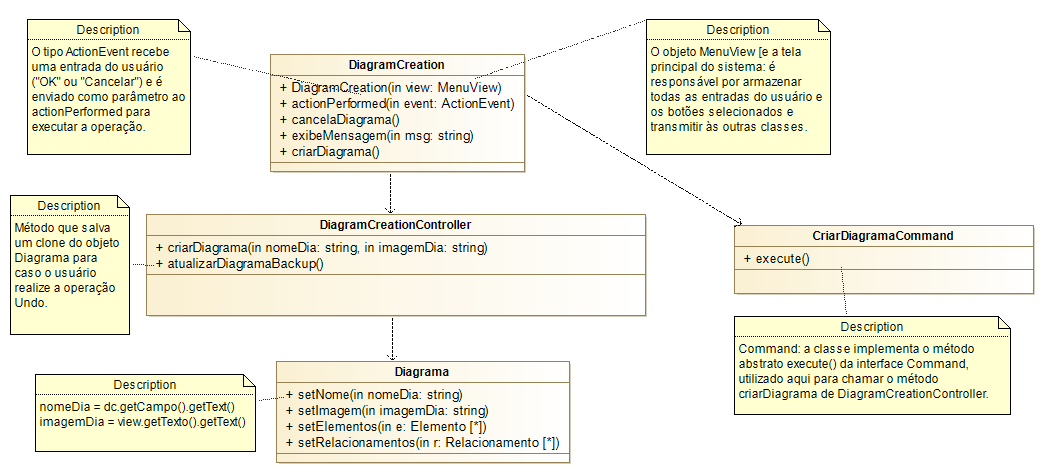 Description
O tipo ActionEvent recebe
uma entrada do usuário
("OK" ou "Cancelar") e é
enviado como parâmetro ao
actionPerformed para
executar a operação.
DiagramCreation
+ DiagramCreation(in view: MenuView)
+ actionPerformed(in event: ActionEvent)
+ cancelaDiagrama()
+ exibeMensagem(in msg: string)
+ criarDiagrama()
Description
O objeto MenuView [e a tela
principal do sistema: é
responsável por armazenar
todas as entradas do usuário e
os botões selecionados e
transmitir às outras classes.
Description
Método que salva
um clone do objeto
Diagrama para
caso o usuário
realize a operação
Undo.
DiagramCreationController
+ criarDiagrama(in nomeDia: string, in imagemDia: string)
+ atualizarDiagramaBackup()
CriarDiagramaCommand
+ execute()
Description
Command: a classe implementa o método
abstrato execute() da interface Command,
utilizado aqui para chamar o método
criarDiagrama de DiagramCreationController.
Description
nomeDia = dc.getCampo().getText()
imagemDia = view.getTexto().getText()
Diagrama
+ setNome(in nomeDia: string)
+ setImagem(in imagemDia: string)
+ setElementos(in e: Elemento [*])
+ setRelacionamentos(in r: Relacionamento [*])